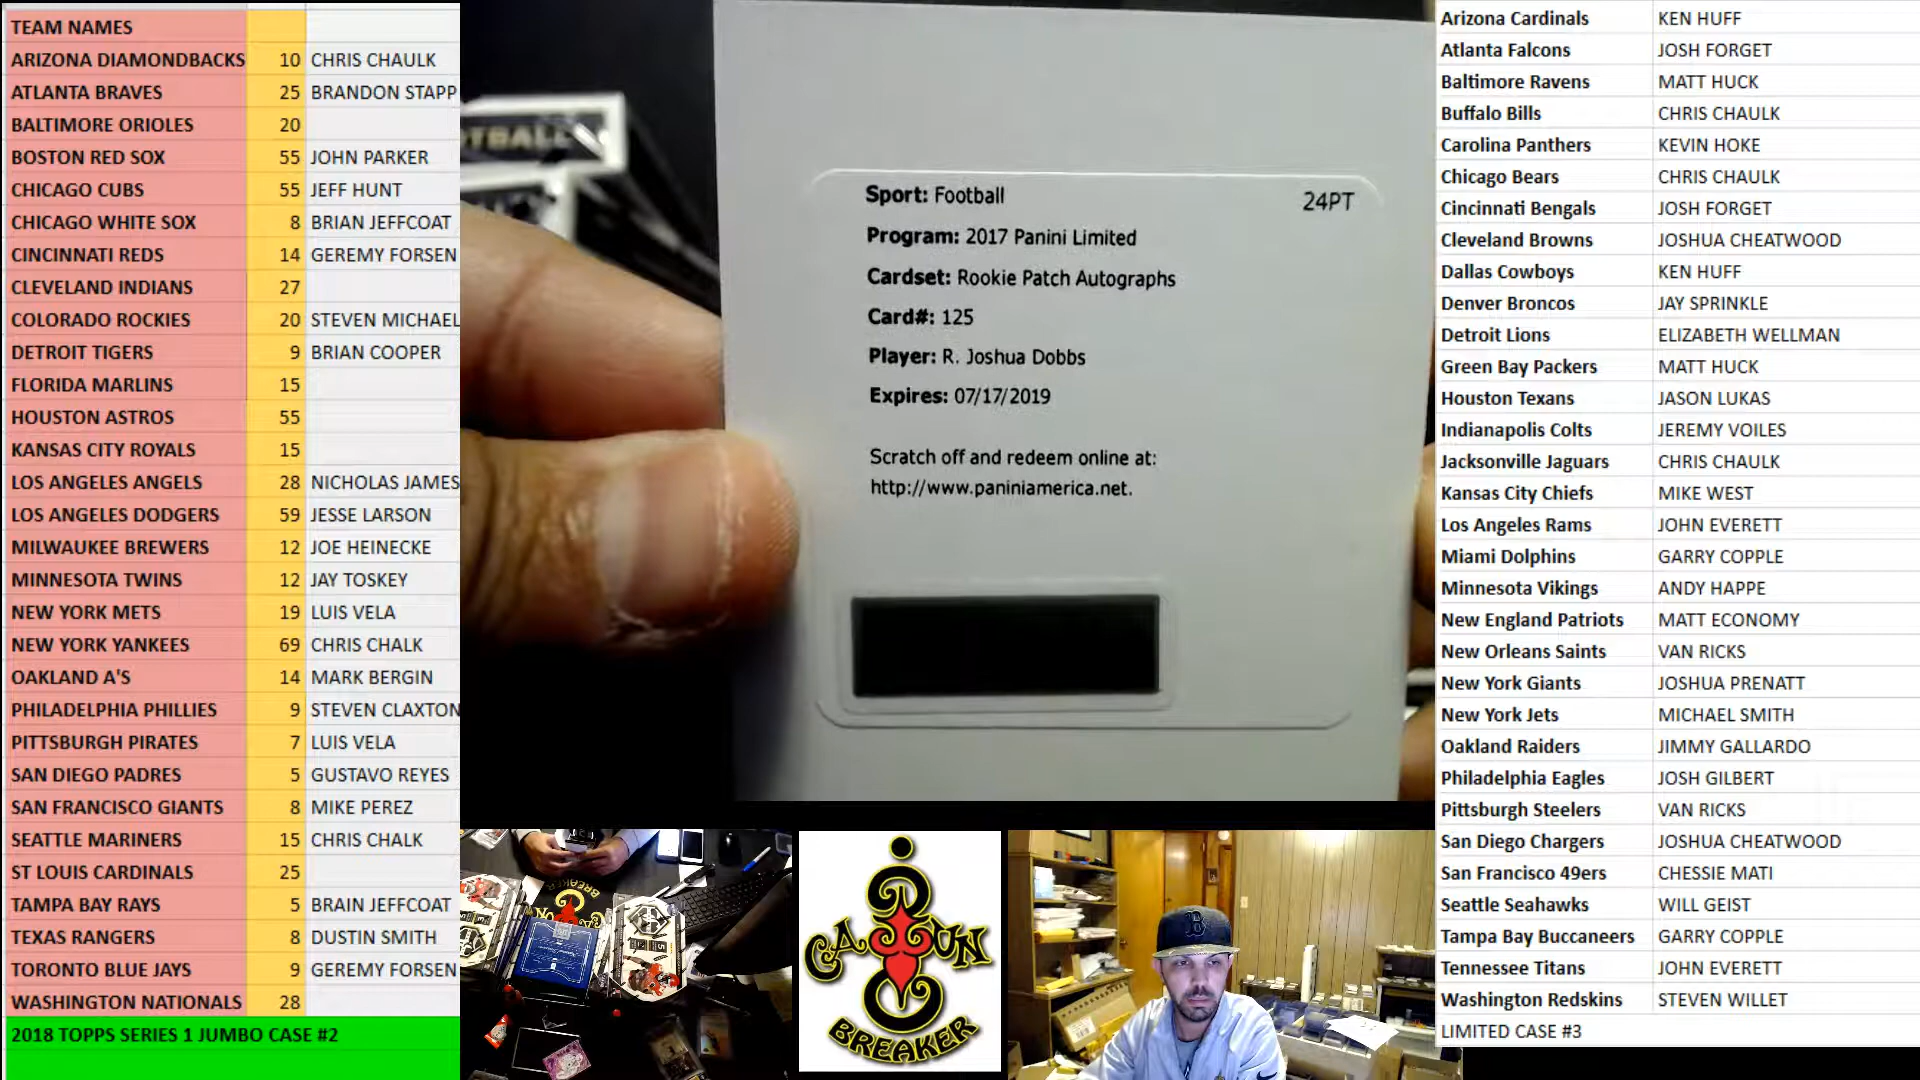 TEAM NAMES
ARIZONA DIAMONDBACKS 10 CHRIS CHAULK
ATLANTA BRAVES 25 BRANDON STAPP
BALTIMORE ORIOLES 20
BOSTON RED SOX 55 JOHN PARKER
CHICAGO CUBS 55 JEFF HUNT
CHICAGO WHITE SOX 8 BRIAN JEFFCOAT
CINCINNATI REDS 14 GEREMY FORSEN
CLEVELAND INDIANS 27
COLORADO ROCKIES 20 STEVEN MICHAEL
DETROIT TIGERS 9 BRIAN COOPER
FLORIDA MARLINS 15
HOUSTON ASTROS 55
KANSAS CITY ROYALS 15
LOS ANGELES ANGELS 28 NICHOLAS JAMES
LOS ANGELES DODGERS 59 JESSE LARSON
MILWAUKEE BREWERS 12 JOE HEINECKE
MINNESOTA TWINS 12 JAY TOSKEY
NEW YORK METS 19 LUIS VELA
NEW YORK YANKEES 69 CHRIS CHALK
OAKLAND A'S 14 MARK BERGIN
PHILADELPHIA PHILLIES 9 STEVEN CLAXTON
PITTSBURGH PIRATES 7 LUIS VELA
SAN DIEGO PADRES 5 GUSTAVO REYES
SAN FRANCISCO GIANTS 8 MIKE PEREZ
SEATTLE MARINERS 15 CHRIS CHALK
ST LOUIS CARDINALS 25
TAMPA BAY RAYS 5 BRAIN JEFFCOAT
TEXAS RANGERS 8 DUSTIN SMITH
TORONTO BLUE JAYS 9 GEREMY FORSEN
WASHINGTON NATIONALS 28
2018 TOPPS SERIES 1 JUMBO CASE #2
Sport: Football 24PT
Program: 2017 Panini Limited
Cardset: Rookie Patch Autographs
Card#: 125
Player: R. Joshua Dobbs
Expires: 07/17/2019
Scratch off and redeem online at:
http://www.paniniamerica.net.
CAJUN
BREAKER
Arizona Cardinals KEN HUFF
Atlanta Falcons JOSH FORGET
Baltimore Ravens MATT HUCK
Buffalo Bills CHRIS CHAULK
Carolina Panthers KEVIN HOKE
Chicago Bears CHRIS CHAULK
Cincinnati Bengals JOSH FORGET
Cleveland Browns JOSHUA CHEATWOOD
Dallas Cowboys KEN HUFF
Denver Broncos JAY SPRINKLE
Detroit Lions ELIZABETH WELLMAN
Green Bay Packers MATT HUCK
Houston Texans JASON LUKAS
Indianapolis Colts JEREMY VOILES
Jacksonville Jaguars CHRIS CHAULK
Kansas City Chiefs MIKE WEST
Los Angeles Rams JOHN EVERETT
Miami Dolphins GARRY COPPLE
Minnesota Vikings ANDY HAPPE
New England Patriots MATT ECONOMY
New Orleans Saints VAN RICKS
New York Giants JOSHUA PRENATT
New York Jets MICHAEL SMITH
Oakland Raiders JIMMY GALLARDO
Philadelphia Eagles JOSH GILBERT
Pittsburgh Steelers VAN RICKS
San Diego Chargers JOSHUA CHEATWOOD
San Francisco 49ers CHESSIE MATI
Seattle Seahawks WILL GEIST
Tampa Bay Buccaneers GARRY COPPLE
Tennessee Titans JOHN EVERETT
Washington Redskins STEVEN WILLET
LIMITED CASE #3